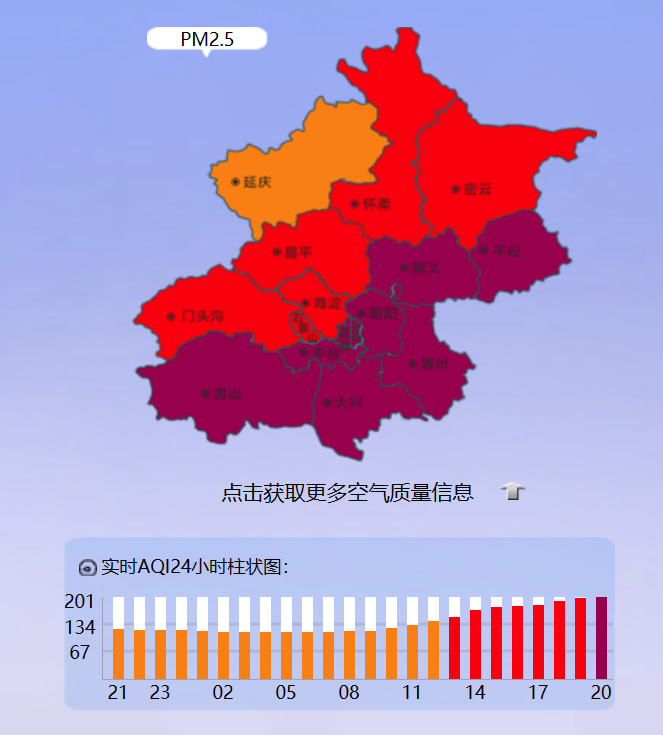 PM2.5
延庆
怀柔
密云
昌平
平谷
顺义
海淀
门头沟
朝阳
石景山
丰台
通州
房山
大兴
点击获取更多空气质量信息
实时AQI24小时柱状图:
201
134
67
21 23 02 05 08 11 14 17 20